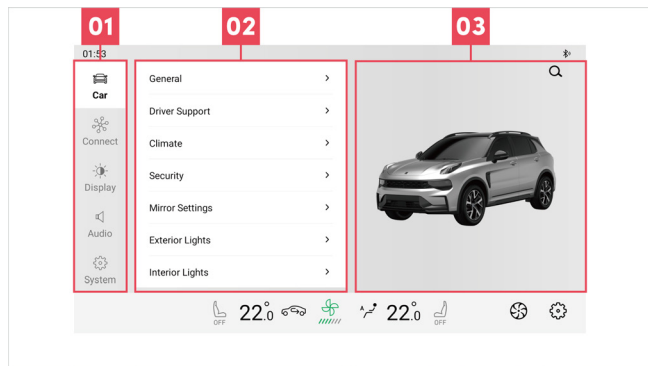 01 02 03
01:53
Car
Connect
Display
Audio
System
General
Driver Support
Climate
Security
Mirror Settings
Exterior Lights
Interior Lights
OFF 22.0° A 22.0° OFF